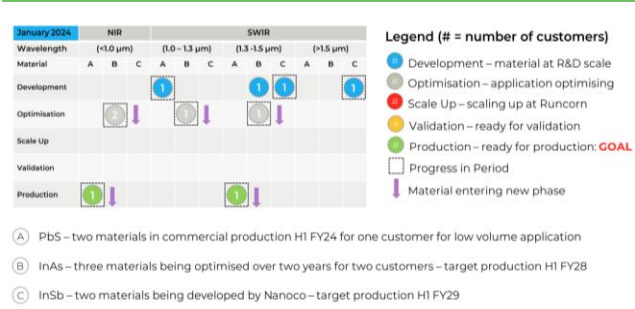 January 2024 NIR SWIR
Wavelength (<1.0 μm) (1.0 – 1.3 μm) (1.3 -1.5 μm) (>1.5 μm)
Material A B C A B C A B C A B C
Development 1 1 1 1
Optimisation 2 1 1
Scale Up
Validation
Production 1 1
Legend (# = number of customers)
# Development – material at R&D scale
# Optimisation – application optimising
# Scale Up – scaling up at Runcorn
# Validation – ready for validation
# Production – ready for production: GOAL
Progress in Period
Material entering new phase
A PbS – two materials in commercial production H1 FY24 for one customer for low volume application
B InAs – three materials being optimised over two years for two customers – target production H1 FY28
C InSb – two materials being developed by Nanoco – target production H1 FY29